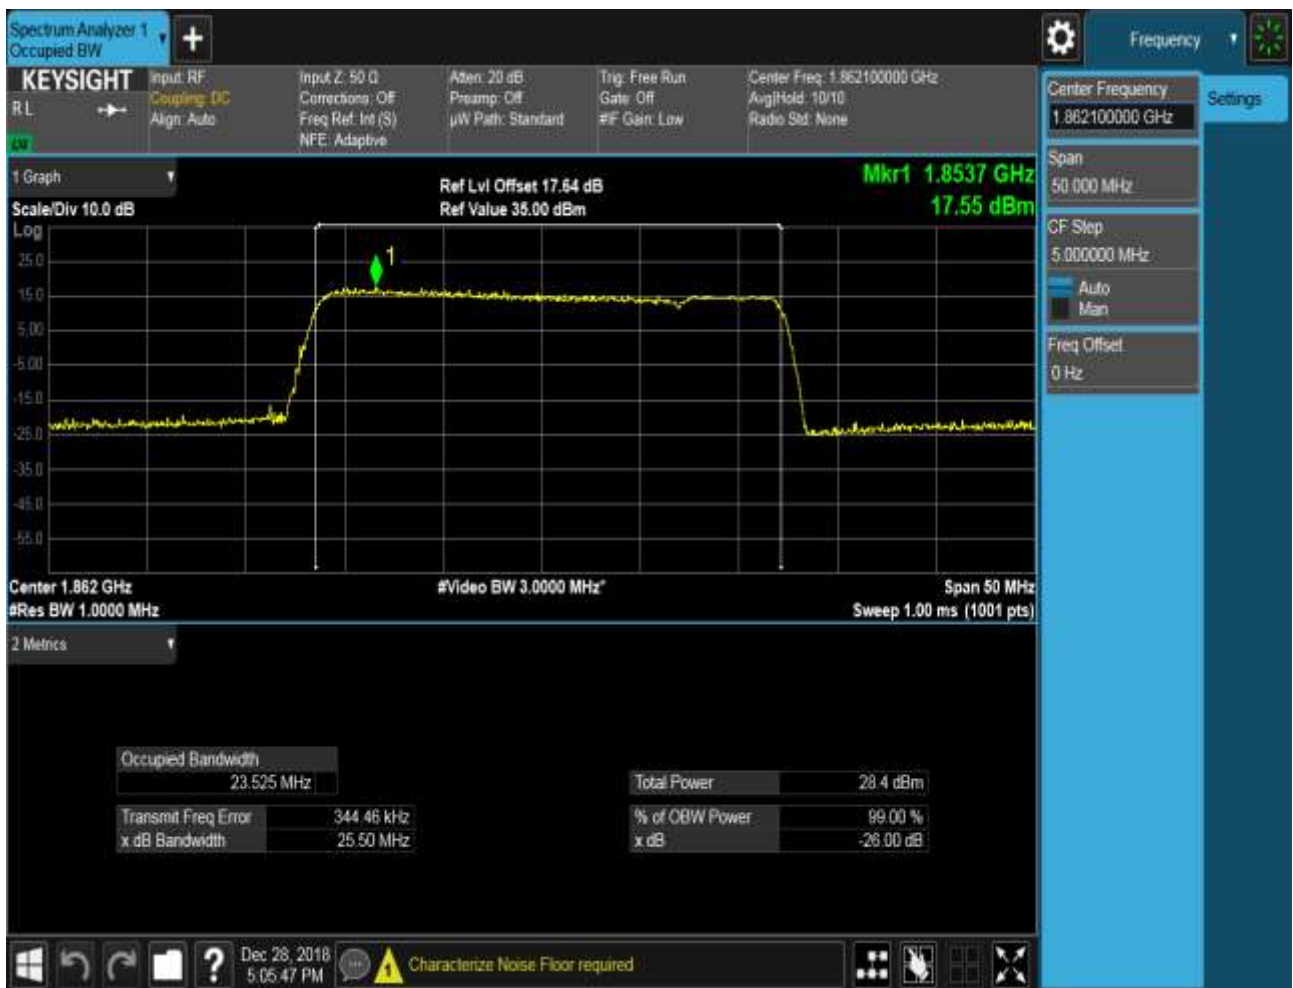 Spectrum Analyzer 1
Occupied BW
Frequency
KEYSIGHT
R L
Input: RF
Coupling: DC
Align: Auto
Input Z: 50 Ω
Corrections: Off
Freq Ref: Int (S)
NFE: Adaptive
Atten: 20 dB
Preamp: Off
µW Path: Standard
Trig: Free Run
Gate: Off
#IF Gain: Low
Center Freq: 1.862100000 GHz
Avg|Hold: 10/10
Radio Std: None
Center Frequency
1.862100000 GHz
Settings
Span
50.000 MHz
CF Step
5.000000 MHz
Auto
Man
Freq Offset
0 Hz
1 Graph
Scale/Div 10.0 dB
Log
Ref Lvl Offset 17.64 dB
Ref Value 35.00 dBm
Mkr1 1.8537 GHz
17.55 dBm
1
25.0
15.0
5.00
-5.00
-15.0
-25.0
-35.0
-45.0
-55.0
Center 1.862 GHz
#Video BW 3.0000 MHz*
Span 50 MHz
#Res BW 1.0000 MHz
Sweep 1.00 ms (1001 pts)
2 Metrics
Occupied Bandwidth
23.525 MHz
Total Power 28.4 dBm
Transmit Freq Error 344.46 kHz
% of OBW Power 99.00 %
x dB Bandwidth 25.50 MHz
x dB -26.00 dB
Dec 28, 2018
5:05:47 PM
Characterize Noise Floor required